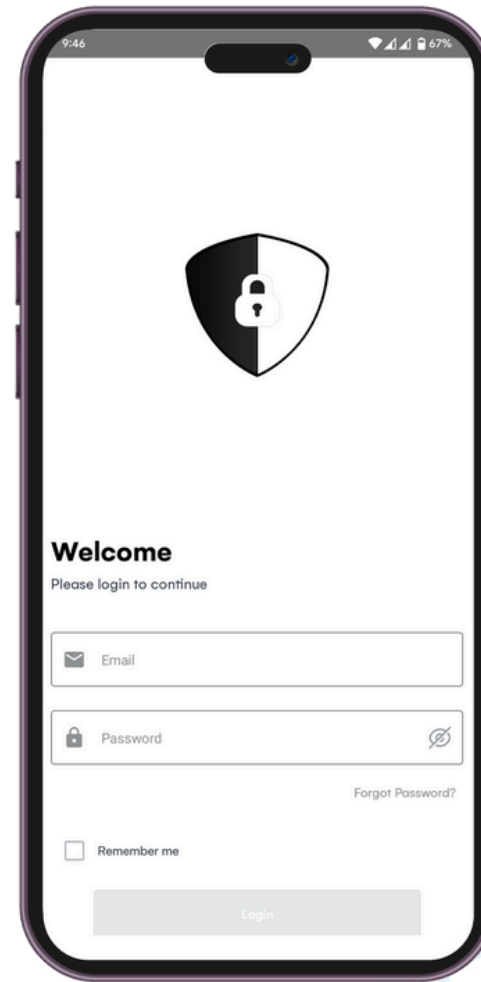 9:46 67%
Welcome
Please login to continue
Email
Password
Forgot Password?
Remember me
Login